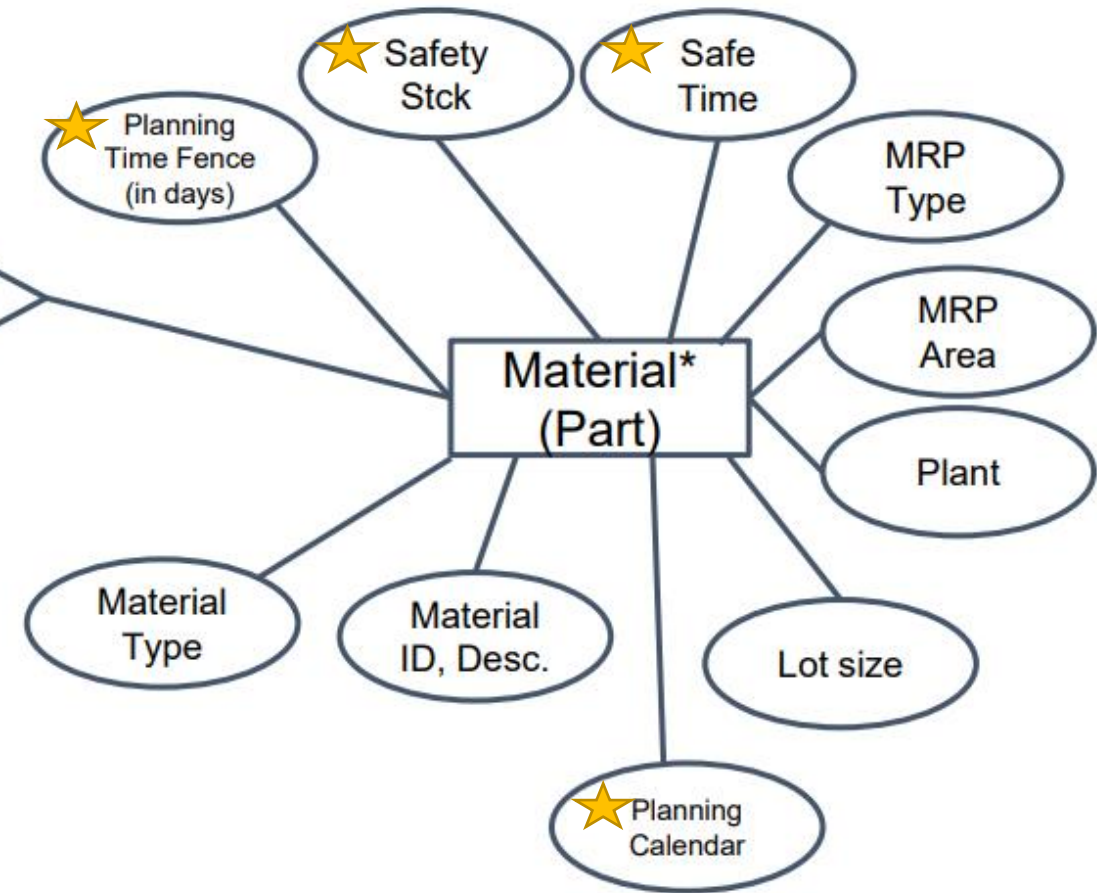 Safety
Stck
Safe
Time
Planning
Time Fence
(in days)
MRP
Type
MRP
Area
Material*
(Part)
Plant
Material
Type
Material
ID, Desc.
Lot size
Planning
Calendar